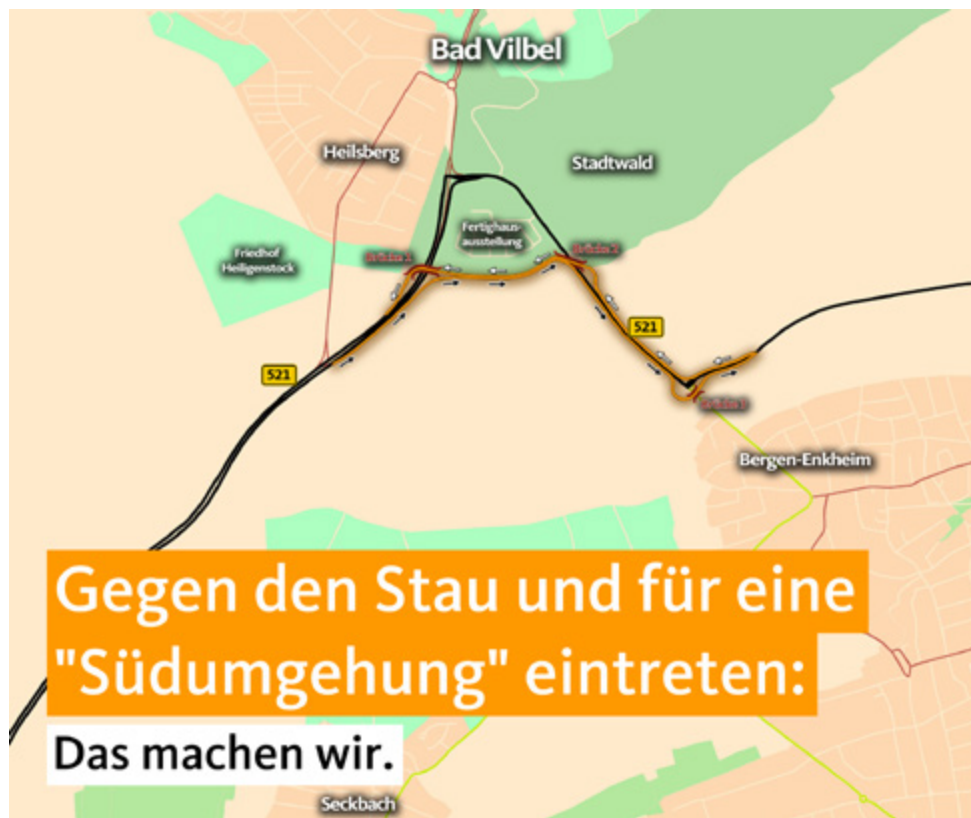 Bad Vilbel
Heilsberg
Stadtwald
Fertighaus-
ausstellung
Friedhof
Heiligenstock
521
521
Bergen-Enkheim
Gegen den Stau und für eine
"Südumgehung" eintreten:
Das machen wir.
Seckbach